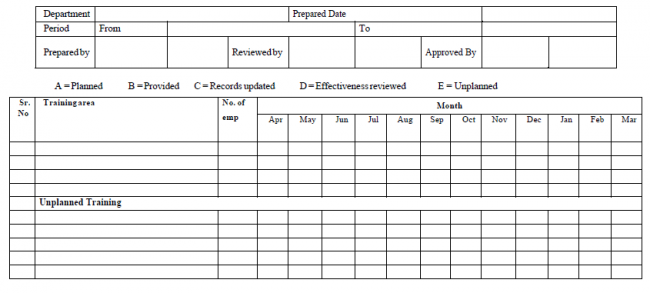 Department Prepared Date
Period From To
Prepared by Reviewed by Approved By
A = Planned B = Provided C = Records updated D = Effectiveness reviewed E = Unplanned
Sr. No Training area No. of emp Month
Apr May Jun Jul Aug Sep Oct Nov Dec Jan Feb Mar
Unplanned Training